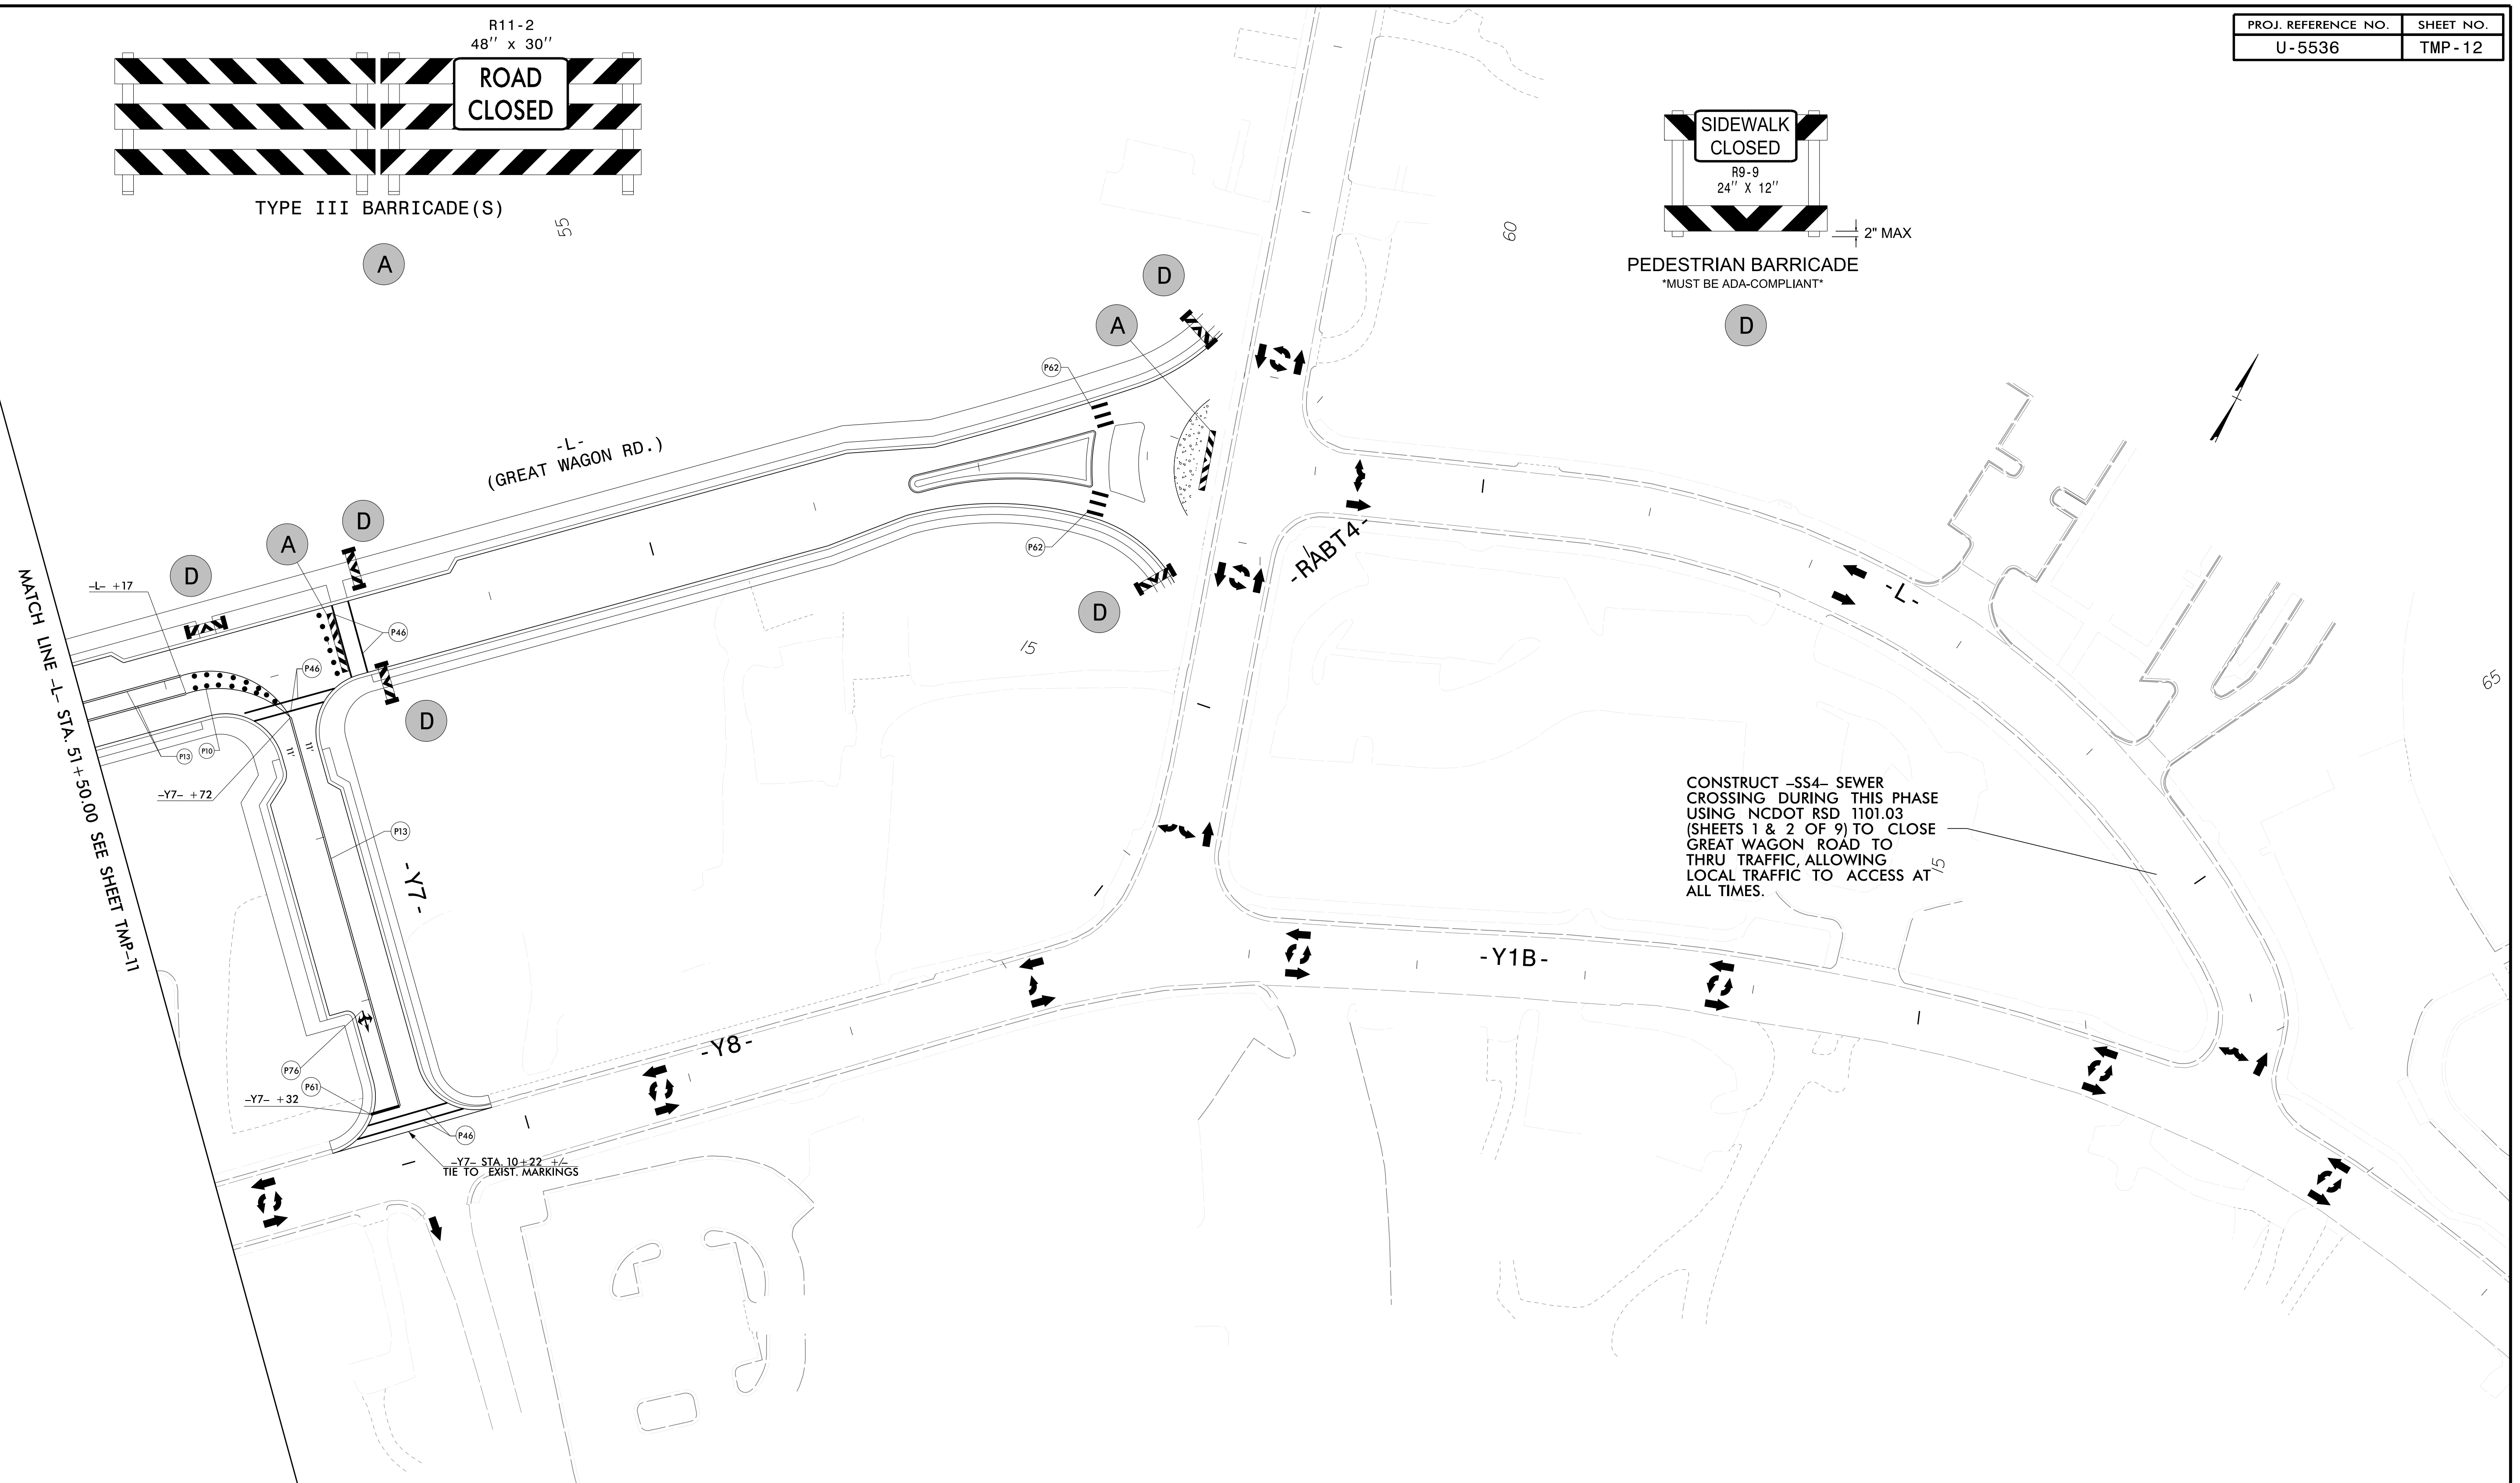 PROJ. REFERENCE NO.
SHEET NO.
U-5536
TMP-12
R11-2
48'' x 30''
ROAD
CLOSED
TYPE III BARRICADE(S)
A
55
SIDEWALK
CLOSED
R9-9
24'' X 12''
2" MAX
PEDESTRIAN BARRICADE
*MUST BE ADA-COMPLIANT*
D
60
D
A
P62
-L-
(GREAT WAGON RD.)
P62
D
D
A
D
-L- +17
P46
P46
D
P13
P10
11'
11'
-Y7- +72
P13
-Y7-
MATCH LINE -L- STA. 51+50.00 SEE SHEET TMP-11
15
-RABT4-
-L-
65
CONSTRUCT -SS4- SEWER
CROSSING DURING THIS PHASE
USING NCDOT RSD 1101.03
(SHEETS 1 & 2 OF 9) TO CLOSE
GREAT WAGON ROAD TO
THRU TRAFFIC, ALLOWING
LOCAL TRAFFIC TO ACCESS AT
ALL TIMES.
15
-Y1B-
-Y8-
P76
P61
-Y7- +32
P46
-Y7- STA. 10+22 +/-
TIE TO EXIST. MARKINGS